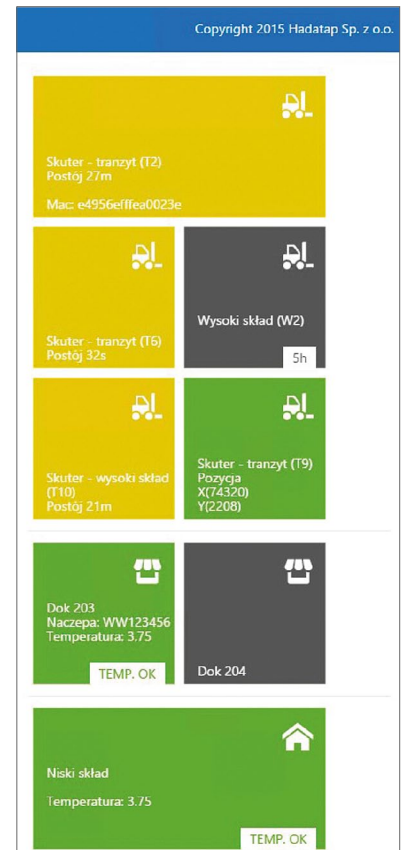 Copyright 2015 Hadatap Sp. z o.o.
Skuter - tranzyt (T2)
Postój 27m
Mac: e4956efffea0023e
Skuter - tranzyt (T6)
Postój 32s
Wysoki skład (W2)
5h
Skuter - wysoki skład
(T10)
Postój 21m
Skuter - tranzyt (T9)
Pozycja
X(74320)
Y(2208)
Dok 203
Naczepa: WW123456
Temperatura: 3.75
TEMP. OK
Dok 204
Niski skład
Temperatura: 3.75
TEMP. OK